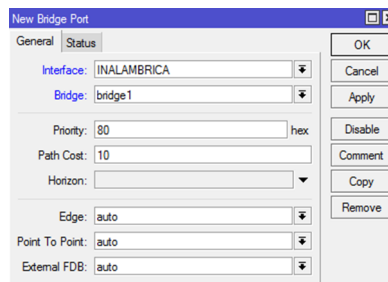 New Bridge Port
General Status
Interface: INALAMBRICA
Bridge: bridge1
Priority: 80 hex
Path Cost: 10
Horizon:
Edge: auto
Point To Point: auto
External FDB: auto
OK
Cancel
Apply
Disable
Comment
Copy
Remove